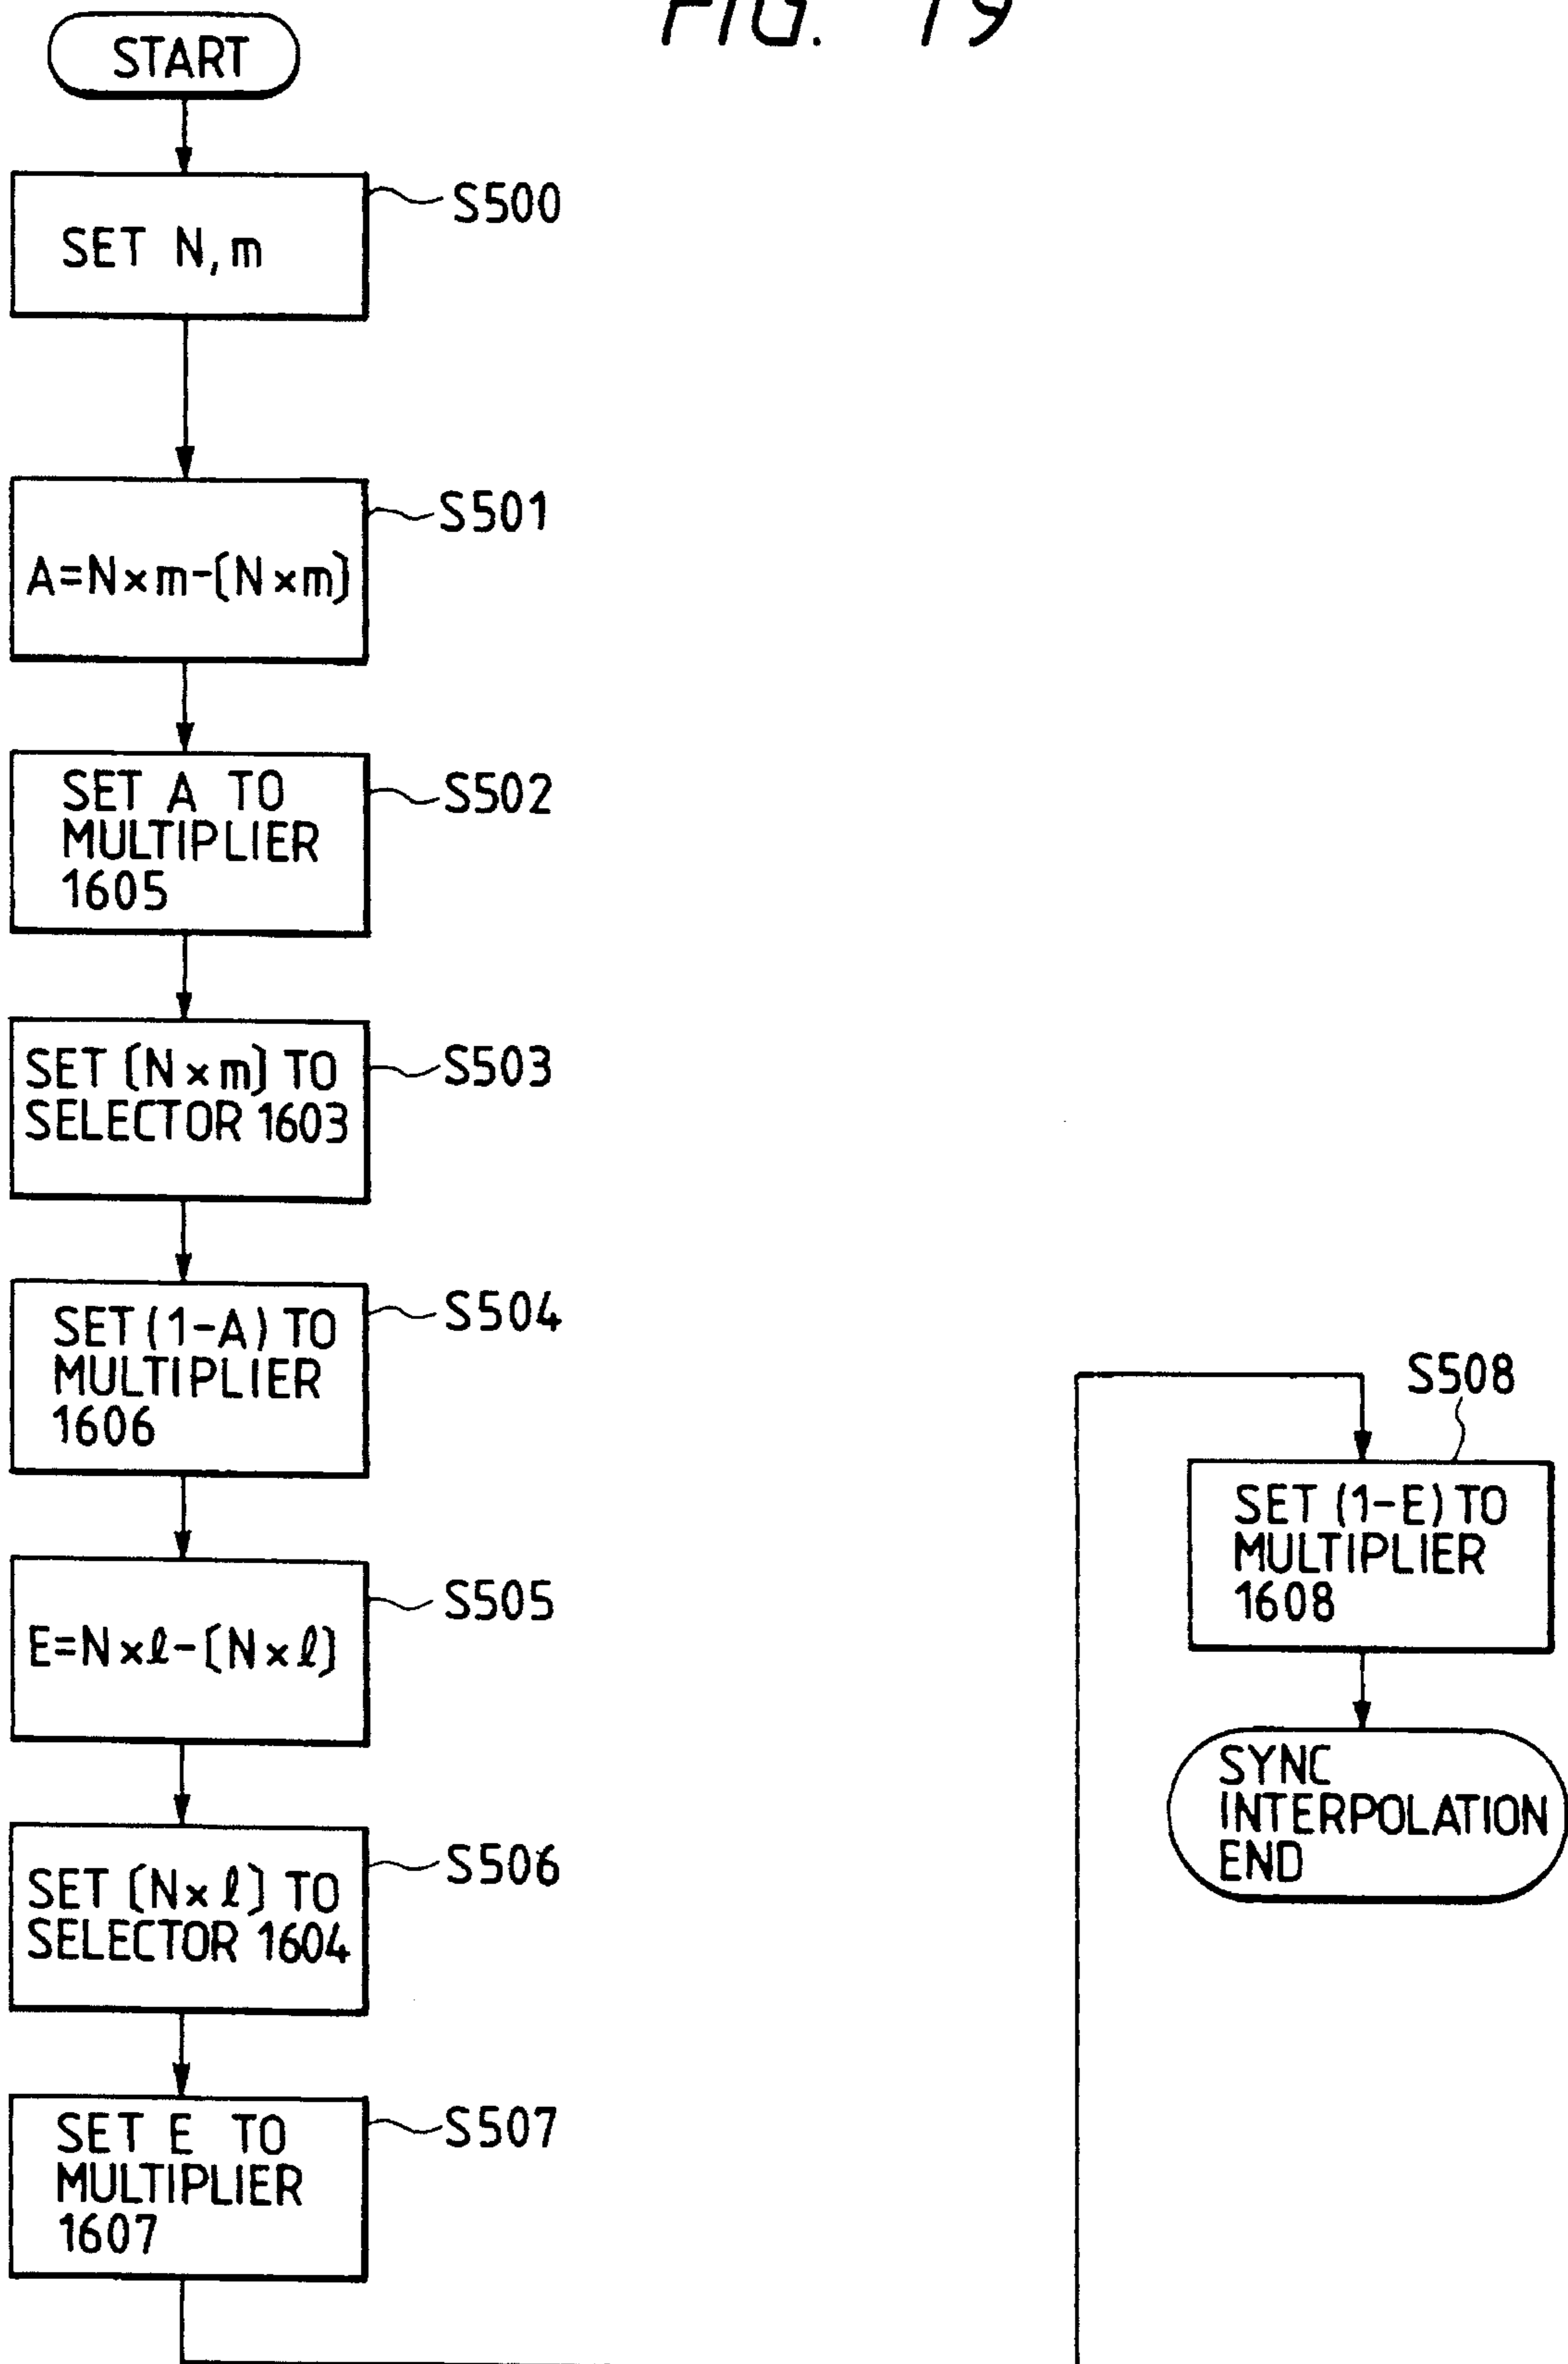 FIG. 19
START
S500
SET N,m
S501
A=N×m-[N×m]
SET A TO
MULTIPLIER
1605
S502
SET [N×m] TO
SELECTOR 1603
S503
SET (1-A) TO
MULTIPLIER
1606
S504
E=N×ℓ-[N×ℓ]
S505
SET [N×ℓ] TO
SELECTOR 1604
S506
SET E TO
MULTIPLIER
1607
S507
S508
SET (1-E) TO
MULTIPLIER
1608
SYNC
INTERPOLATION
END